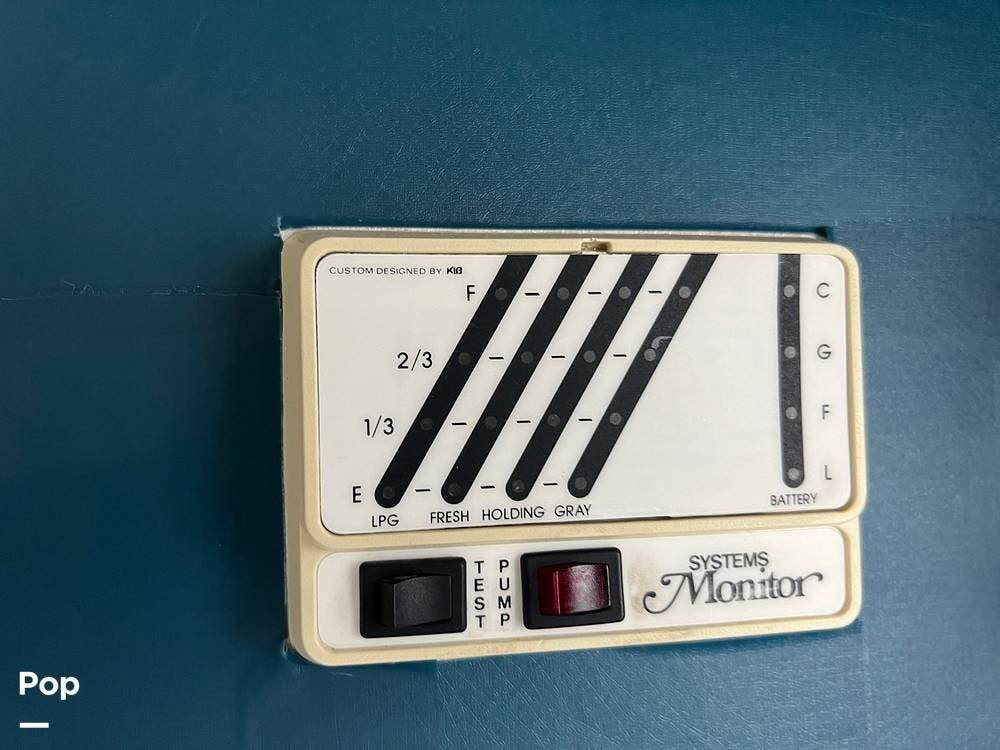 CUSTOM DESIGNED BY KIB
F
2/3
1/3
E
LPG FRESH HOLDING GRAY
C
G
F
L
BATTERY
TEST
PUMP
SYSTEMS
Monitor
Pop